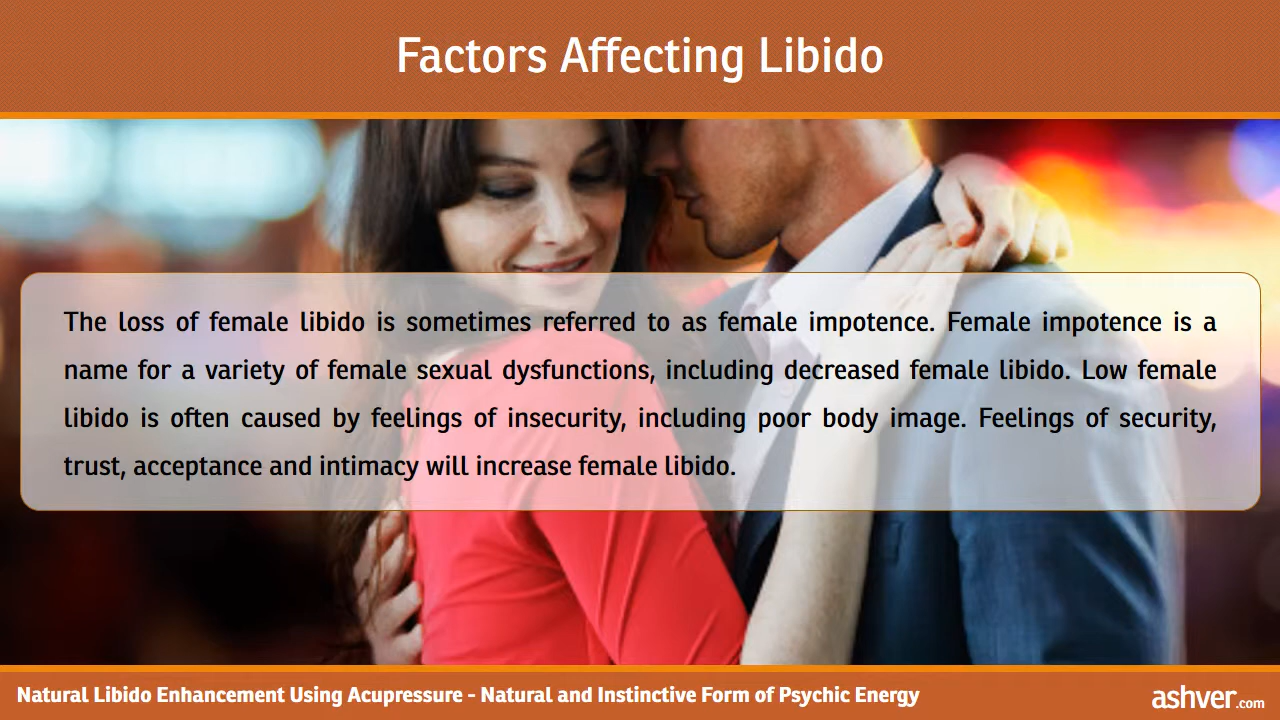 Factors Affecting Libido
The loss of female libido is sometimes referred to as female impotence. Female impotence is a
name for a variety of female sexual dysfunctions, including decreased female libido. Low female
libido is often caused by feelings of insecurity, including poor body image. Feelings of security,
trust, acceptance and intimacy will increase female libido.
Natural Libido Enhancement Using Acupressure - Natural and Instinctive Form of Psychic Energy
ashver.com